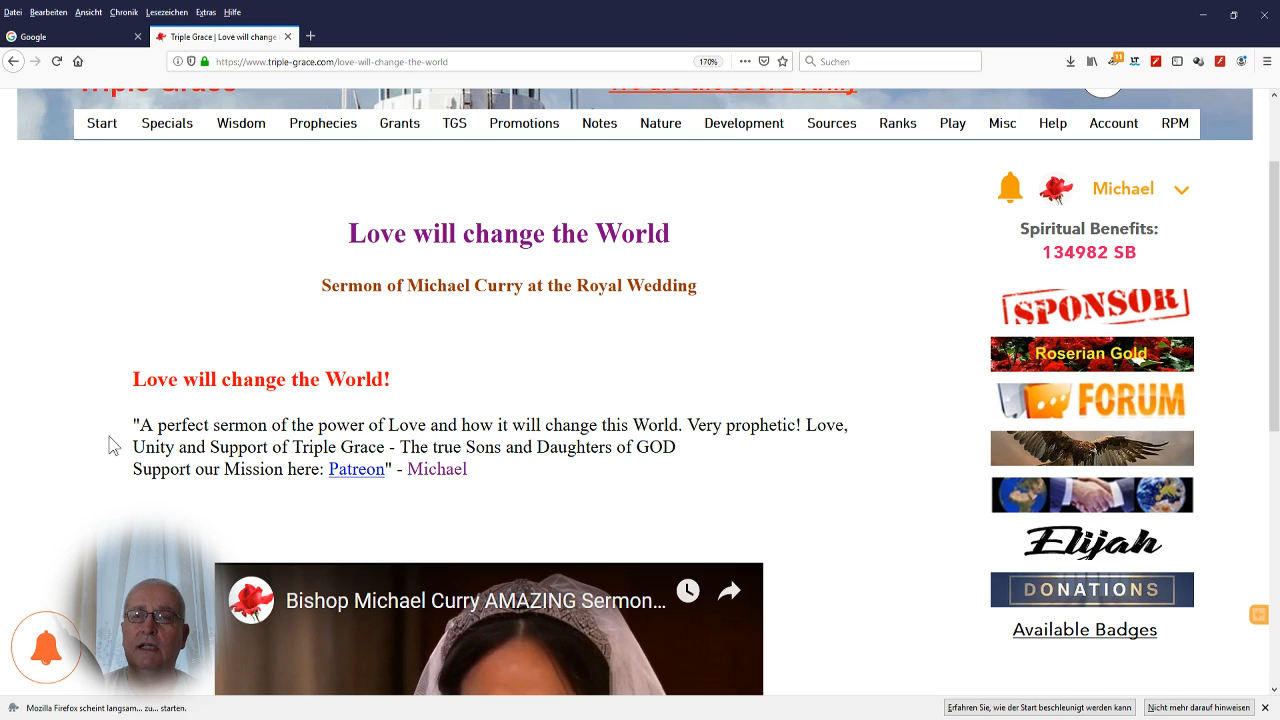 Datei Bearbeiten Ansicht Chronik Lesezeichen Extras Hilfe
Google
Triple Grace | Love will change
https://www.triple-grace.com/love-will-change-the-world
170%
Suchen
11
Triple Grace
Start Specials Wisdom Prophecies Grants TGS Promotions Notes Nature Development Sources Ranks Play Misc Help Account RPM
Michael
Spiritual Benefits:
134982 SB
Love will change the World
Sermon of Michael Curry at the Royal Wedding
Love will change the World!
"A perfect sermon of the power of Love and how it will change this World. Very prophetic! Love,
Unity and Support of Triple Grace - The true Sons and Daughters of GOD
Support our Mission here: Patreon" - Michael
SPONSOR
Roserian Gold
FORUM
Elijah
DONATIONS
Available Badges
Bishop Michael Curry AMAZING Sermon...
Mozilla Firefox scheint langsam... zu... starten.
Erfahren Sie, wie der Start beschleunigt werden kann
Nicht mehr darauf hinweisen